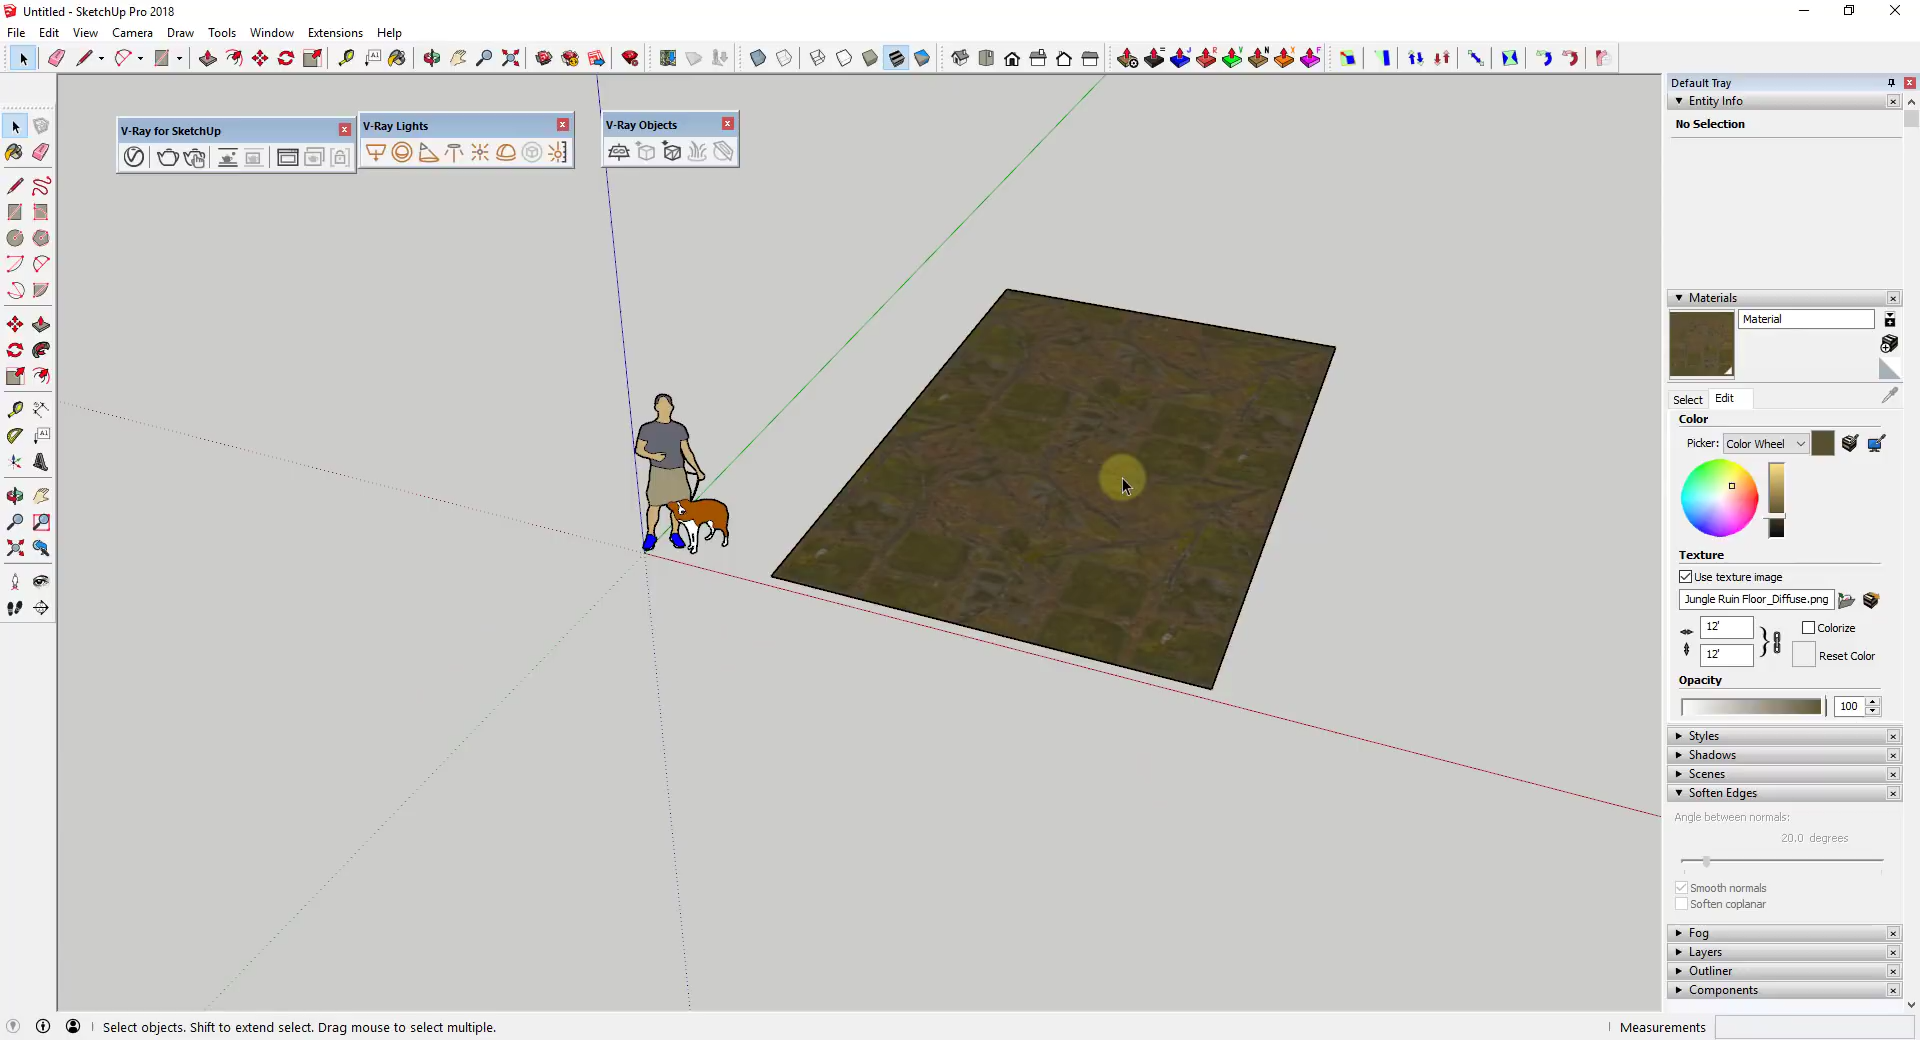 Untitled - SketchUp Pro 2018
File Edit View Camera Draw Tools Window Extensions Help
V-Ray for SketchUp
V-Ray Lights
V-Ray Objects
Default Tray
Entity Info
No Selection
Materials
Material
Select Edit
Color
Picker: Color Wheel
Texture
Use texture image
Jungle Ruin Floor_Diffuse.png
12' Colorize
12' Reset Color
Opacity
100
Styles
Shadows
Scenes
Soften Edges
Angle between normals:
20.0 degrees
Smooth normals
Soften coplanar
Fog
Layers
Outliner
Components
Select objects. Shift to extend select. Drag mouse to select multiple.
Measurements